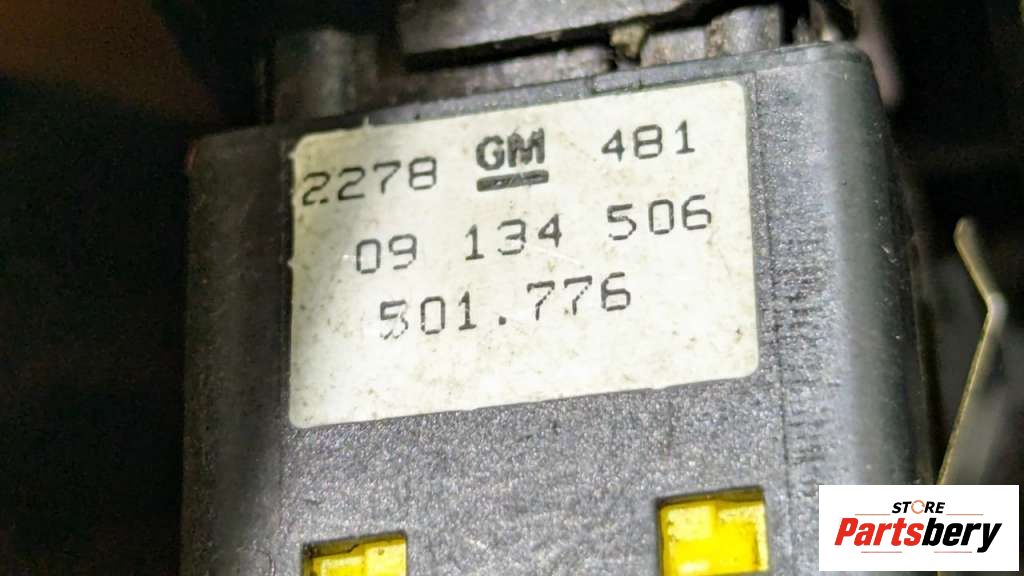 2278 GM 481
09 134 506
501.776
STORE
Partsbery